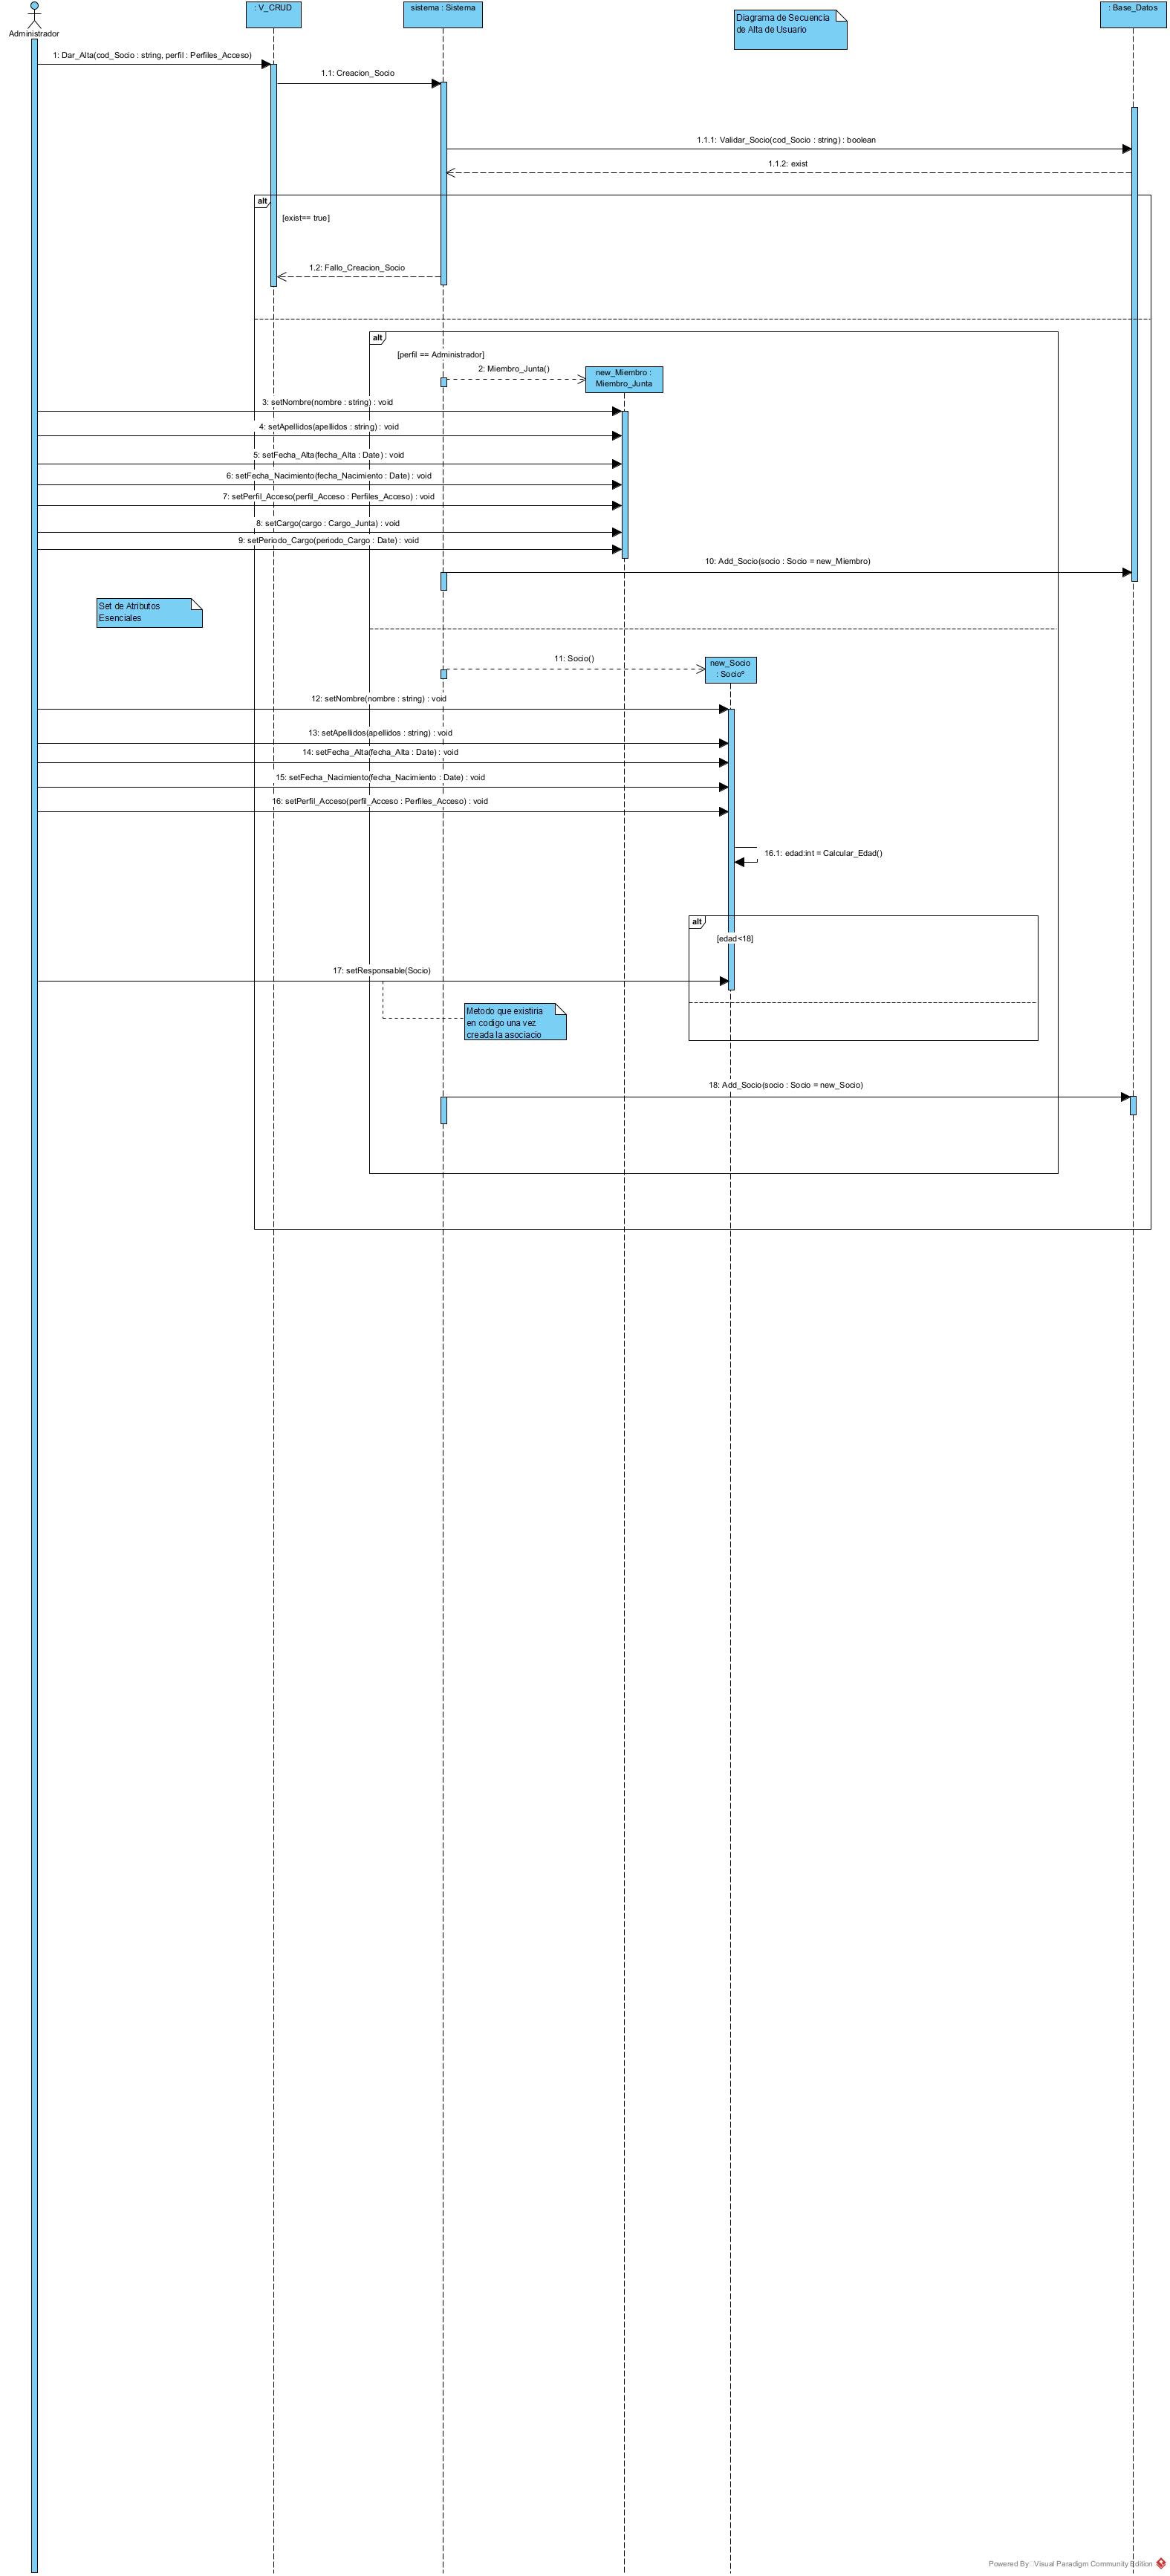 : V_CRUD
sistema : Sistema
Diagrama de Secuencia
de Alta de Usuario
: Base_Datos
Administrador
1: Dar_Alta(cod_Socio : string, perfil : Perfiles_Acceso)
1.1: Creacion_Socio
1.1.1: Validar_Socio(cod_Socio : string) : boolean
1.1.2: exist
alt
[exist== true]
1.2: Fallo_Creacion_Socio
alt
[perfil == Administrador]
2: Miembro_Junta()
new_Miembro :
Miembro_Junta
3: setNombre(nombre : string) : void
4: setApellidos(apellidos : string) : void
5: setFecha_Alta(fecha_Alta : Date) : void
6: setFecha_Nacimiento(fecha_Nacimiento : Date) : void
7: setPerfil_Acceso(perfil_Acceso : Perfiles_Acceso) : void
8: setCargo(cargo : Cargo_Junta) : void
9: setPeriodo_Cargo(periodo_Cargo : Date) : void
10: Add_Socio(socio : Socio = new_Miembro)
Set de Atributos
Esenciales
11: Socio()
new_Socio
: Socioº
12: setNombre(nombre : string) : void
13: setApellidos(apellidos : string) : void
14: setFecha_Alta(fecha_Alta : Date) : void
15: setFecha_Nacimiento(fecha_Nacimiento : Date) : void
16: setPerfil_Acceso(perfil_Acceso : Perfiles_Acceso) : void
16.1: edad:int = Calcular_Edad()
alt
[edad<18]
17: setResponsable(Socio)
Metodo que existiria
en codigo una vez
creada la asociacio
18: Add_Socio(socio : Socio = new_Socio)
Powered By: Visual Paradigm Community Edition